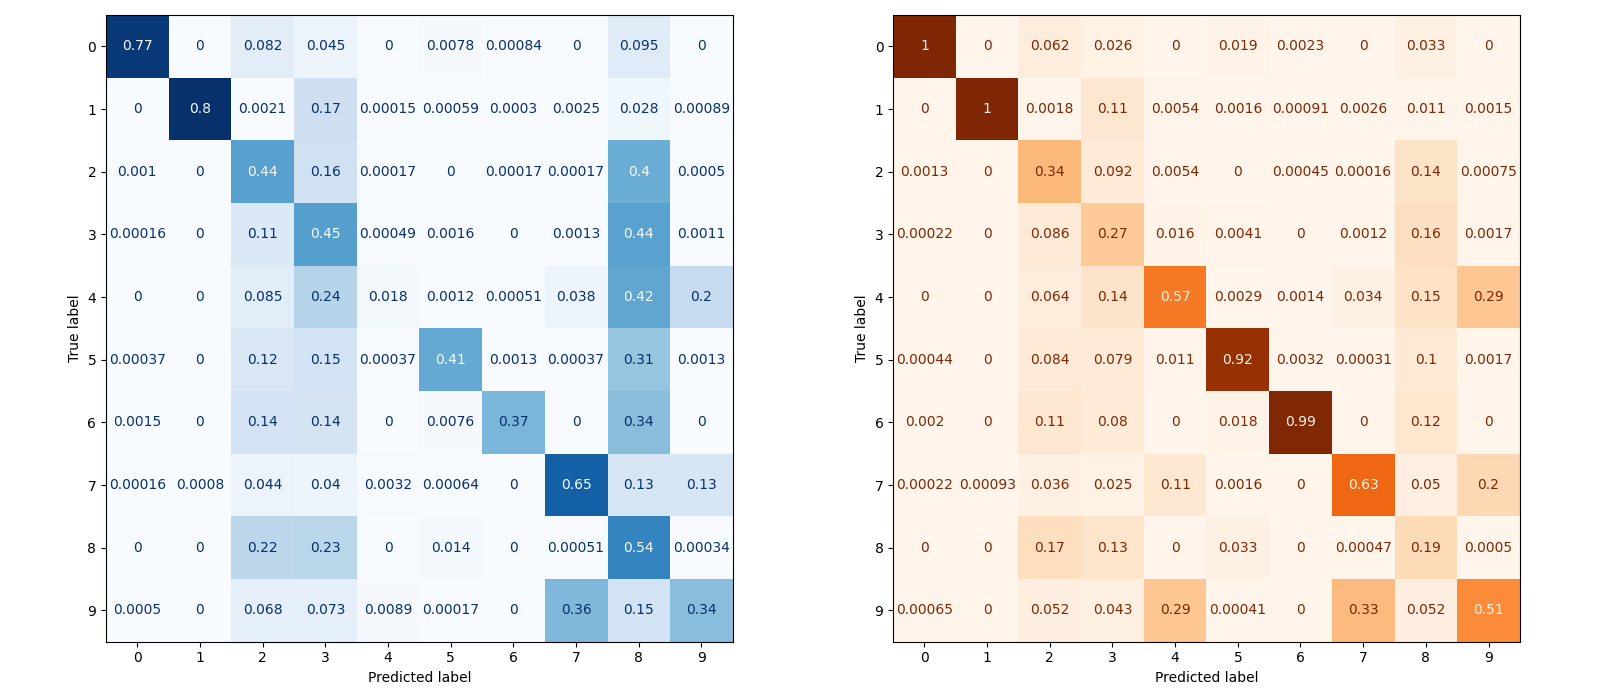 0 0.77 0 0.082 0.045 0 0.0078 0.00084 0 0.095 0
1 0 0.8 0.0021 0.17 0.00015 0.00059 0.0003 0.0025 0.028 0.00089
2 0.001 0 0.44 0.16 0.00017 0 0.00017 0.00017 0.4 0.0005
3 0.00016 0 0.11 0.45 0.00049 0.0016 0 0.0013 0.44 0.0011
4 0 0 0.085 0.24 0.018 0.0012 0.00051 0.038 0.42 0.2
True label
5 0.00037 0 0.12 0.15 0.00037 0.41 0.0013 0.00037 0.31 0.0013
6 0.0015 0 0.14 0.14 0 0.0076 0.37 0 0.34 0
7 0.00016 0.0008 0.044 0.04 0.0032 0.00064 0 0.65 0.13 0.13
8 0 0 0.22 0.23 0 0.014 0 0.00051 0.54 0.00034
9 0.0005 0 0.068 0.073 0.0089 0.00017 0 0.36 0.15 0.34
0 1 2 3 4 5 6 7 8 9
Predicted label
0 1 0 0.062 0.026 0 0.019 0.0023 0 0.033 0
1 0 1 0.0018 0.11 0.0054 0.0016 0.00091 0.0026 0.011 0.0015
2 0.0013 0 0.34 0.092 0.0054 0 0.00045 0.00016 0.14 0.00075
3 0.00022 0 0.086 0.27 0.016 0.0041 0 0.0012 0.16 0.0017
4 0 0 0.064 0.14 0.57 0.0029 0.0014 0.034 0.15 0.29
True label
5 0.00044 0 0.084 0.079 0.011 0.92 0.0032 0.00031 0.1 0.0017
6 0.002 0 0.11 0.08 0 0.018 0.99 0 0.12 0
7 0.00022 0.00093 0.036 0.025 0.11 0.0016 0 0.63 0.05 0.2
8 0 0 0.17 0.13 0 0.033 0 0.00047 0.19 0.0005
9 0.00065 0 0.052 0.043 0.29 0.00041 0 0.33 0.052 0.51
0 1 2 3 4 5 6 7 8 9
Predicted label